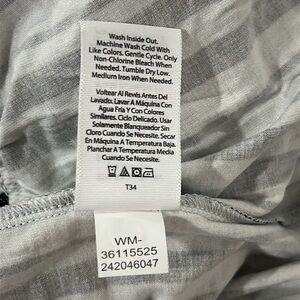 Wash Inside Out.
Machine Wash Cold With
Like Colors. Gentle Cycle. Only
Non-Chlorine Bleach When
Needed. Tumble Dry Low.
Medium Iron When Needed.
Voltear Al Revés Antes Del
Lavado. Lavar A Máquina Con
Agua Fría Y Con Colores
Similares. Ciclo Delicado. Usar
Solamente Blanqueador Sin
Cloro Cuando Se Necesite. Secar
En Máquina A Temperatura Baja.
Planchar A Temperatura Media
Cuando Se Necesite.
T34
WM-
36115525
242046047